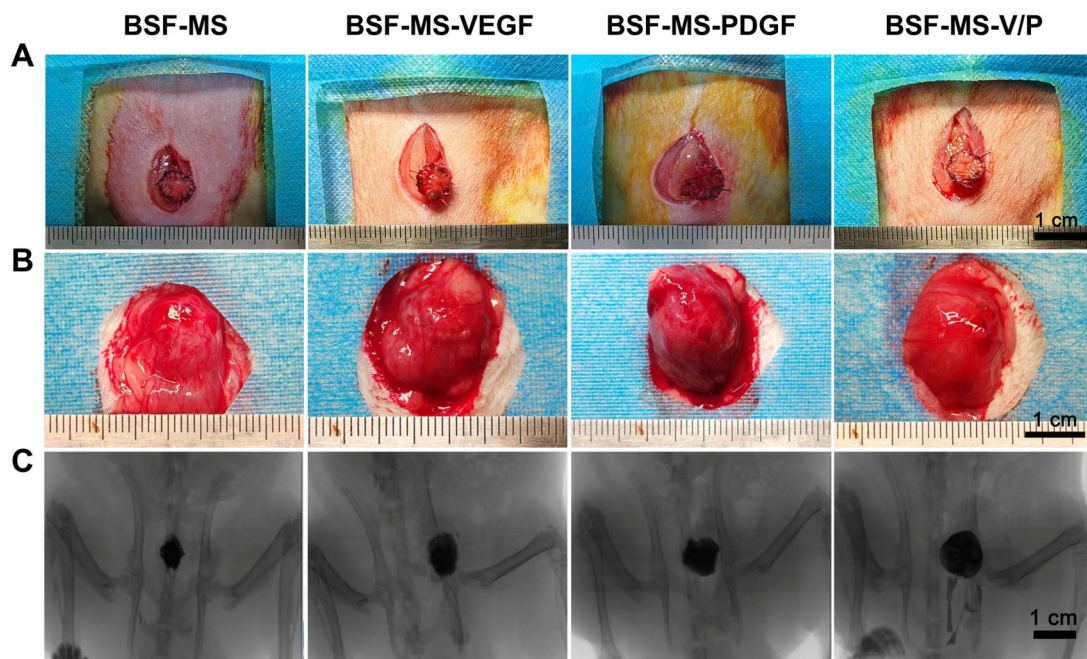 BSF-MS BSF-MS-VEGF BSF-MS-PDGF BSF-MS-V/P
A
1 cm
B
1 cm
C
1 cm